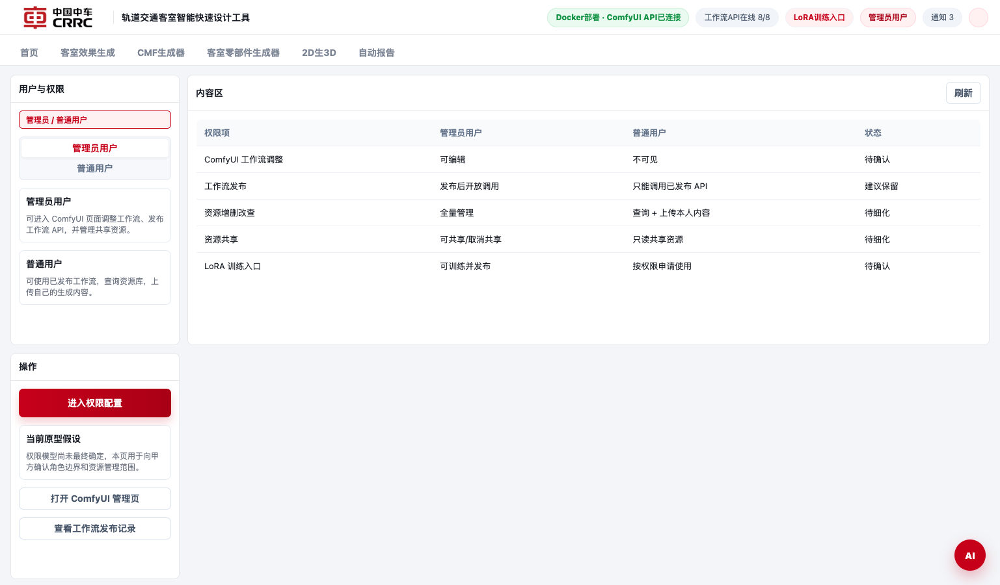 中国中车
CRRC
轨道交通客室智能快速设计工具
Docker部署 · ComfyUI API已连接
工作流API在线 8/8
LoRA训练入口
管理员用户
通知 3
首页
客室效果生成
CMF生成器
客室零部件生成器
2D生3D
自动报告
用户与权限
管理员 / 普通用户
管理员用户
普通用户
管理员用户
可进入 ComfyUI 页面调整工作流、发布
工作流 API，并管理共享资源。
普通用户
可使用已发布工作流，查询资源库，上
传自己的生成内容。
内容区
刷新
权限项 管理员用户 普通用户 状态
ComfyUI 工作流调整 可编辑 不可见 待确认
工作流发布 发布后开放调用 只能调用已发布 API 建议保留
资源增删改查 全量管理 查询 + 上传本人内容 待细化
资源共享 可共享/取消共享 只读共享资源 待细化
LoRA 训练入口 可训练并发布 按权限申请使用 待确认
操作
进入权限配置
当前原型假设
权限模型尚未最终确定，本页用于向甲
方确认角色边界和资源管理范围。
打开 ComfyUI 管理页
查看工作流发布记录
AI